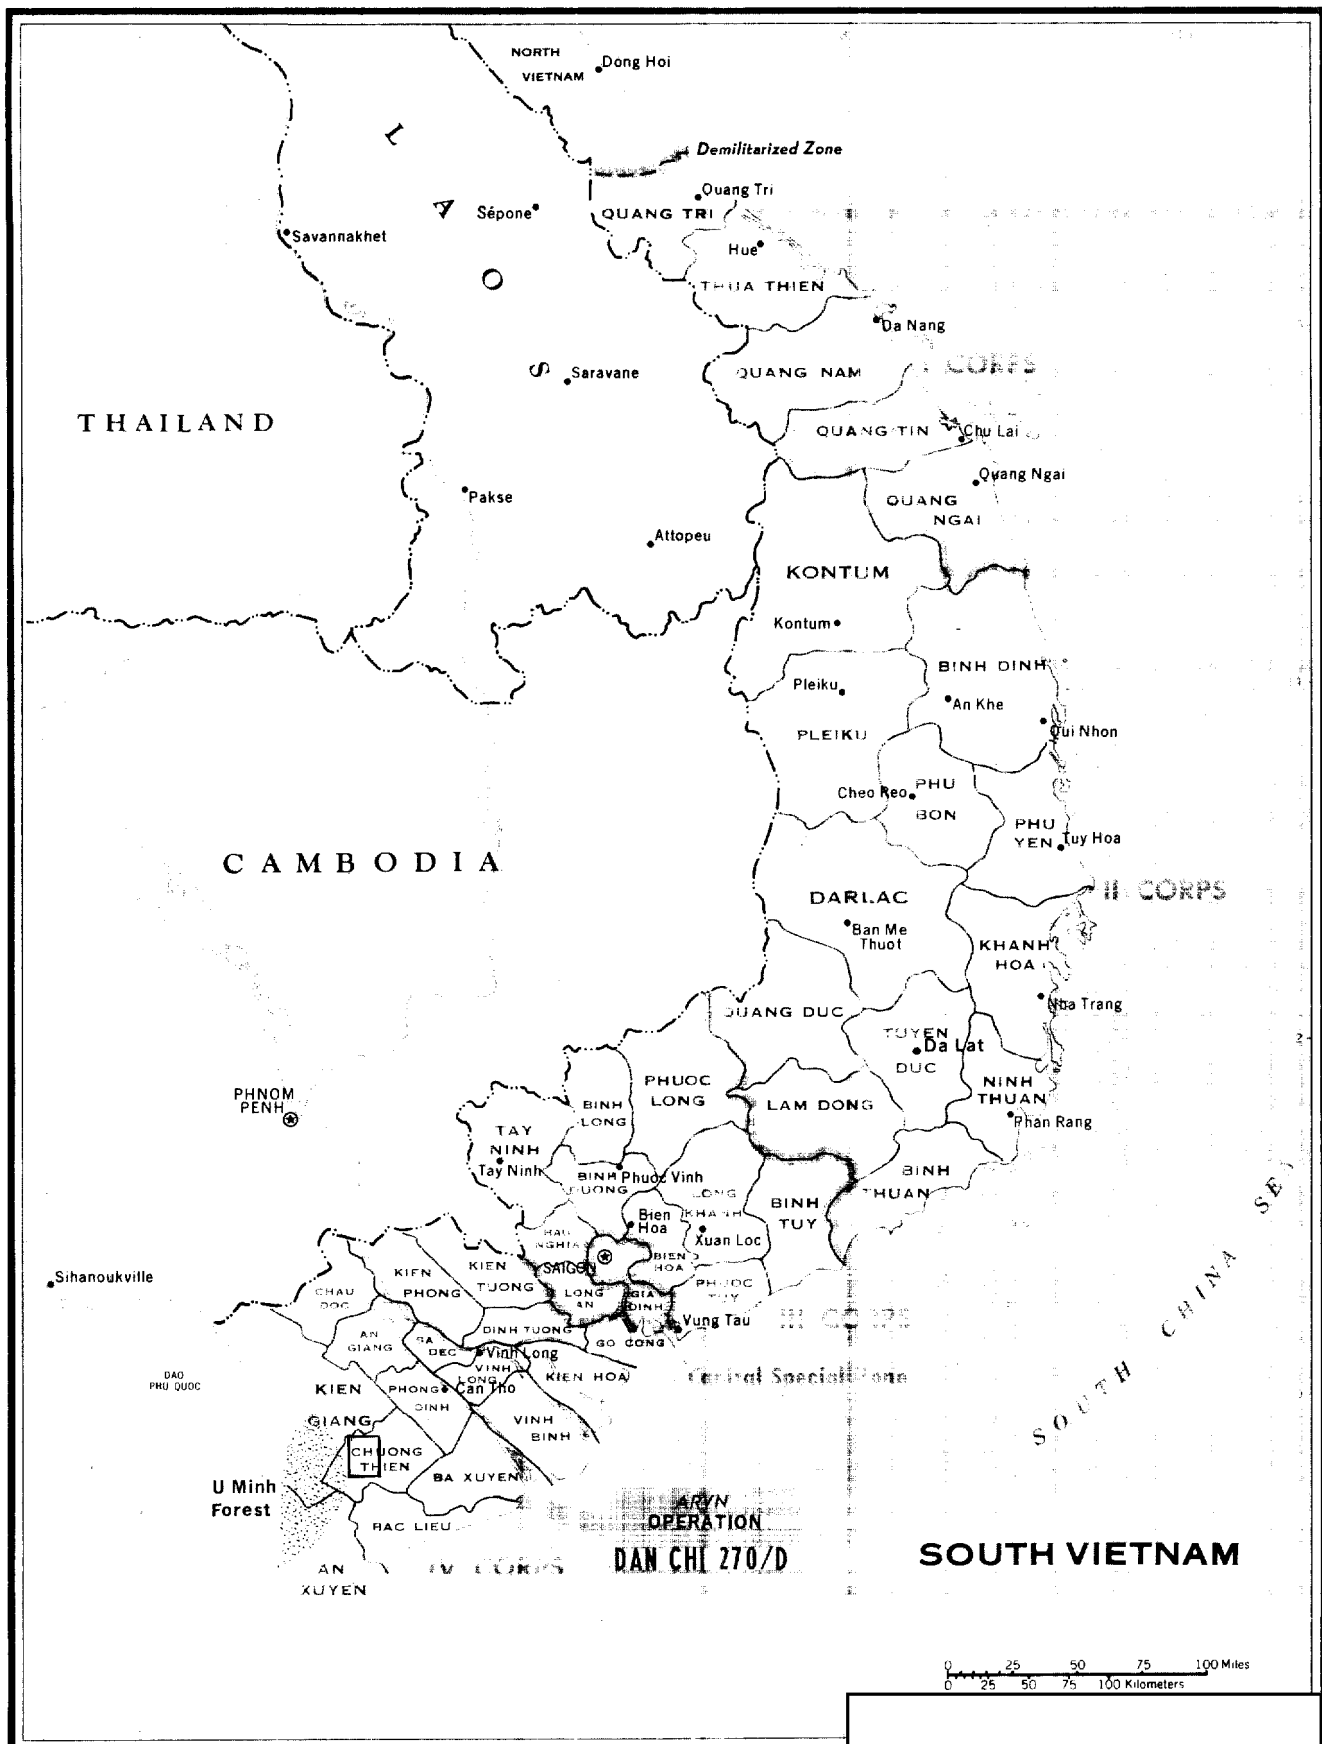 NORTH
VIETNAM
Dong Hoi
L A O S
Demilitarized Zone
Quang Tri
Sépone
QUANG TRI
Savannakhet
Hue
THUA THIEN
Da Nang
CORPS
Saravane
QUANG NAM
THAILAND
QUANG TIN
Chu Lai
Quang Ngai
Pakse
QUANG
NGAI
Attopeu
KONTUM
Kontum
BINH DINH
Pleiku
An Khe
Qui Nhon
PLEIKU
Cheo Reo
PHU
BON
PHU
YEN
Tuy Hoa
CAMBODIA
DARLAC
II CORPS
Ban Me
Thuot
KHANH
HOA
Nha Trang
QUANG DUC
TUYEN
Da Lat
DUC
PHUOC
LONG
NINH
THUAN
PHNOM
PENH
BINH
LONG
LAM DONG
Phan Rang
TAY
NINH
Tay Ninh
BINH
DUONG
Phuoc Vinh
BINH
THUAN
LONG
KHANH
BINH
TUY
Bien
Hoa
Xuan Loc
HAU
NGHIA
SAIGON
BIEN
HOA
SOUTH CHINA SE
Sihanoukville
KIEN
PHONG
KIEN
TUONG
CHAU
DOC
LONG
AN
GIA
DINH
PHUOC
TUY
III CORPS
Vung Tau
AN
GIANG
SA
DEC
DINH TUONG
GO CONG
Vinh Long
VINH
LONG
KIEN HOA
Central Special Zone
DAO
PHU QUOC
KIEN
GIANG
PHONG
DINH
Can Tho
VINH
BINH
CHUONG
THIEN
BA XUYEN
U Minh
Forest
BAC LIEU
ARVN
OPERATION
DAN CHI 270/D
IV CORPS
AN
XUYEN
SOUTH VIETNAM
0 25 50 75 100 Miles
0 25 50 75 100 Kilometers